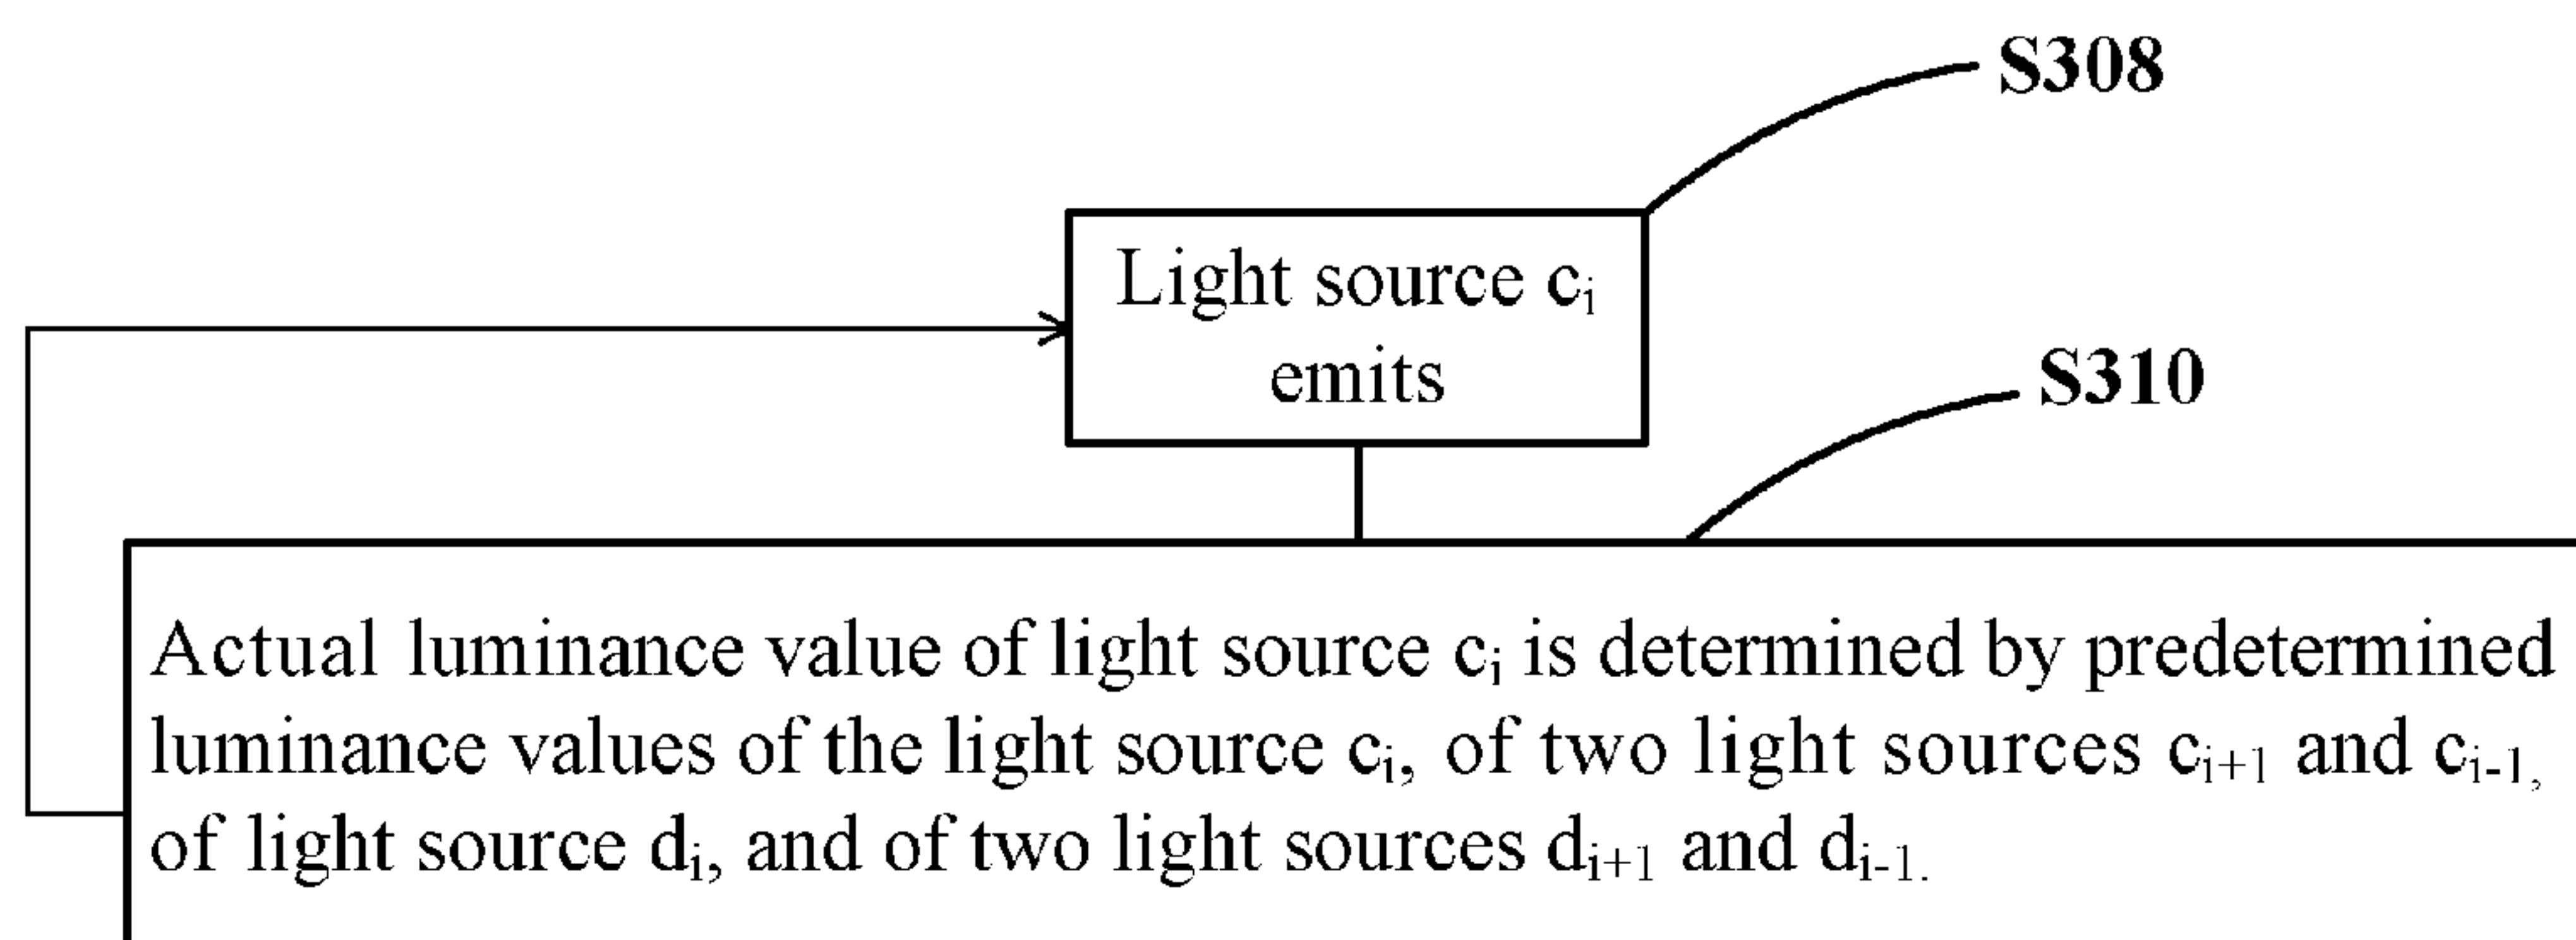 S308
Light source cᵢ
emits
S310
Actual luminance value of light source cᵢ is determined by predetermined
luminance values of the light source cᵢ, of two light sources cᵢ₊₁ and cᵢ₋₁,
of light source dᵢ, and of two light sources dᵢ₊₁ and dᵢ₋₁.